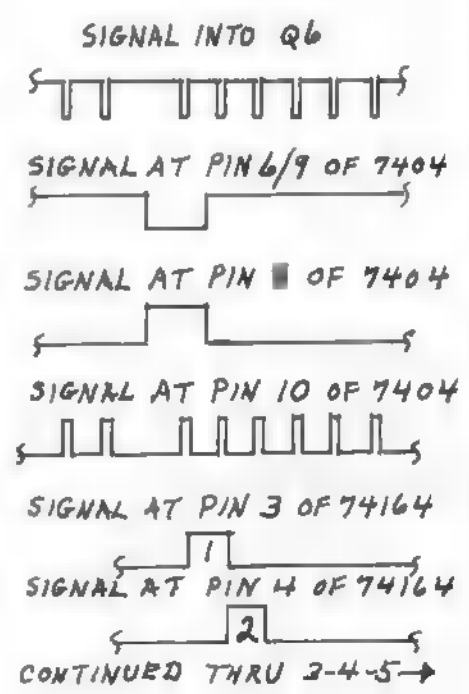 SIGNAL INTO Q6
SIGNAL AT PIN 6/9 OF 7404
SIGNAL AT PIN OF 7404
SIGNAL AT PIN 10 OF 7404
SIGNAL AT PIN 3 OF 74164
1
SIGNAL AT PIN 4 OF 74164
2
CONTINUED THRU 3-4-5→